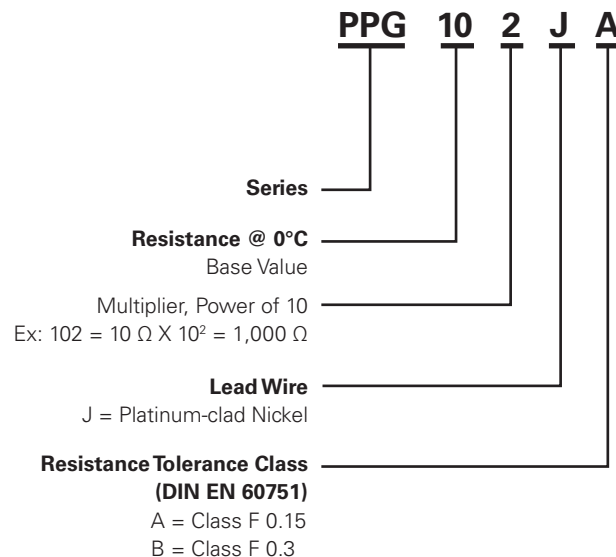 PPG 10 2 J A
Series
Resistance @ 0°C
Base Value
Multiplier, Power of 10
Ex: 102 = 10 Ω X 10² = 1,000 Ω
Lead Wire
J = Platinum-clad Nickel
Resistance Tolerance Class
(DIN EN 60751)
A = Class F 0.15
B = Class F 0.3